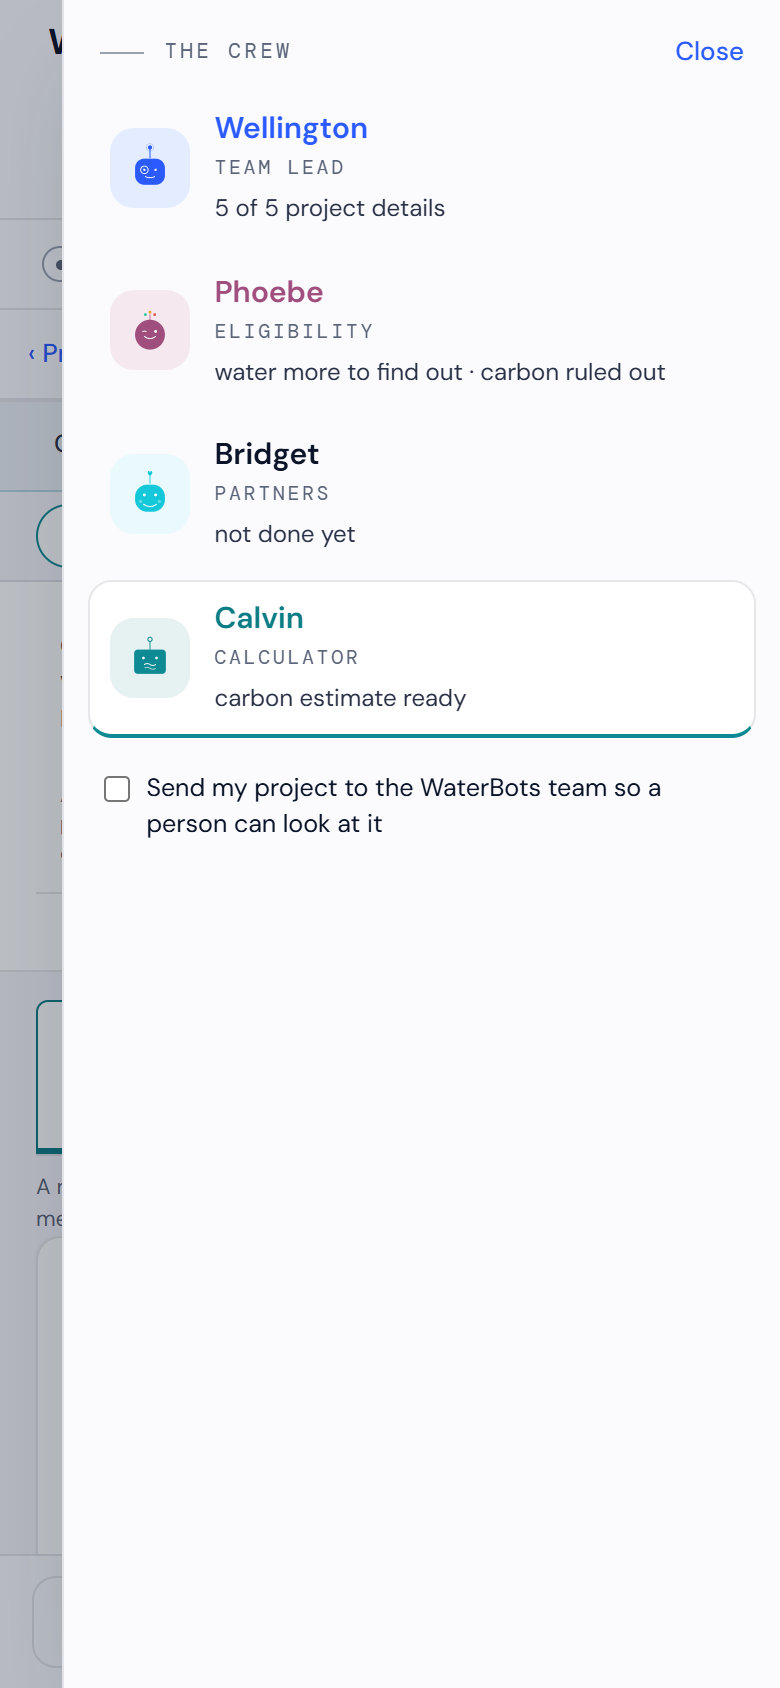 THE CREW
Close
Wellington
TEAM LEAD
5 of 5 project details
Phoebe
ELIGIBILITY
water more to find out · carbon ruled out
Bridget
PARTNERS
not done yet
Calvin
CALCULATOR
carbon estimate ready
Send my project to the WaterBots team so a
person can look at it
‹
A